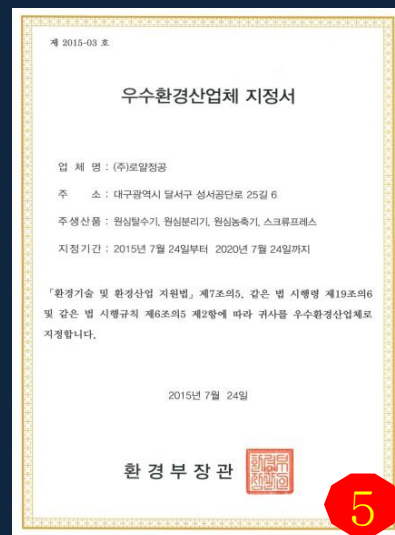 제 2015-03 호
우수환경산업체 지정서
업 체 명 : (주)로얄정공
주 소 : 대구광역시 달서구 성서공단로 25길 6
주생산품 : 원심탈수기, 원심분리기, 원심농축기, 스크류프레스
지정기간 : 2015년 7월 24일부터 2020년 7월 24일까지
「환경기술 및 환경산업 지원법」 제7조의5, 같은 법 시행령 제19조의6
및 같은 법 시행규칙 제6조의5 제2항에 따라 귀사를 우수환경산업체로
지정합니다.
2015년 7월 24일
환경부장관
5